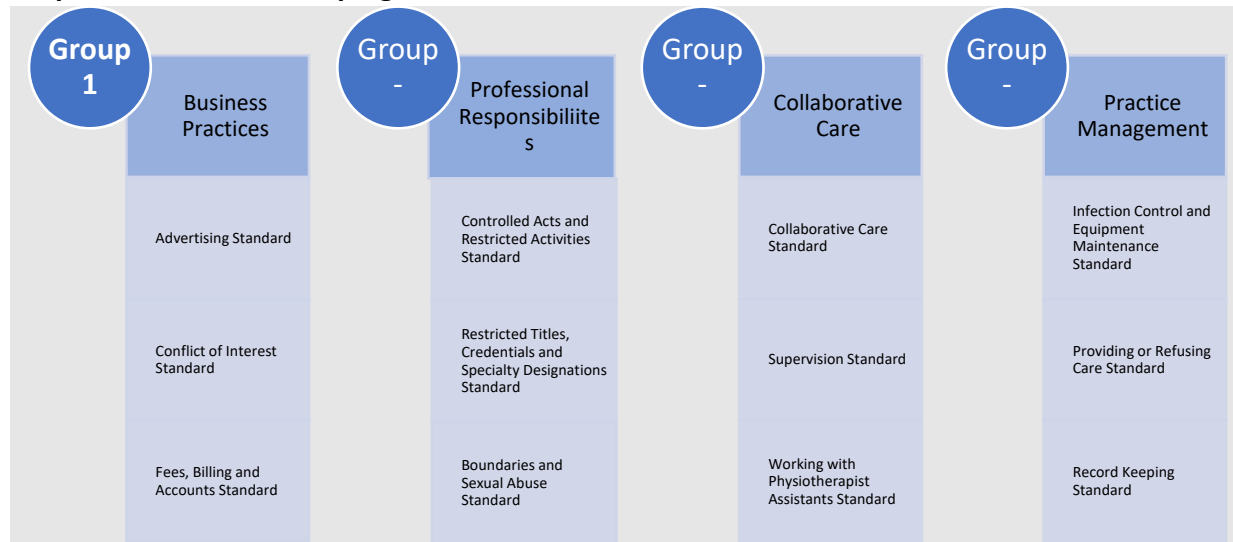 Group
1
Business
Practices
Advertising Standard
Conflict of Interest
Standard
Fees, Billing and
Accounts Standard
Group
-
Professional
Responsibiliite
s
Controlled Acts and
Restricted Activities
Standard
Restricted Titles,
Credentials and
Specialty Designations
Standard
Boundaries and
Sexual Abuse
Standard
Group
-
Collaborative
Care
Collaborative Care
Standard
Supervision Standard
Working with
Physiotherapist
Assistants Standard
Group
-
Practice
Management
Infection Control and
Equipment
Maintenance
Standard
Providing or Refusing
Care Standard
Record Keeping
Standard